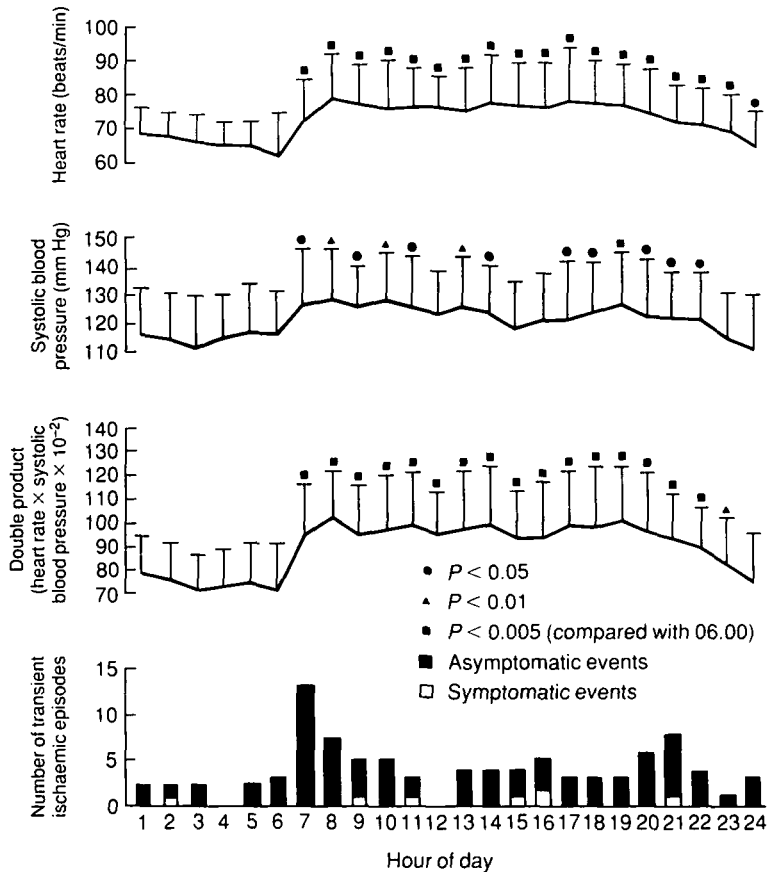 Heart rate (beats/min)
100
90
80
70
60
Systolic blood
pressure (mm Hg)
150
140
130
120
110
Double product
(heart rate × systolic
blood pressure × 10⁻²)
140
130
120
110
100
90
80
70
● P < 0.05
▲ P < 0.01
■ P < 0.005 (compared with 06.00)
■ Asymptomatic events
□ Symptomatic events
Number of transient
ischaemic episodes
15
10
5
0
1 2 3 4 5 6 7 8 9 10 11 12 13 14 15 16 17 18 19 20 21 22 23 24
Hour of day